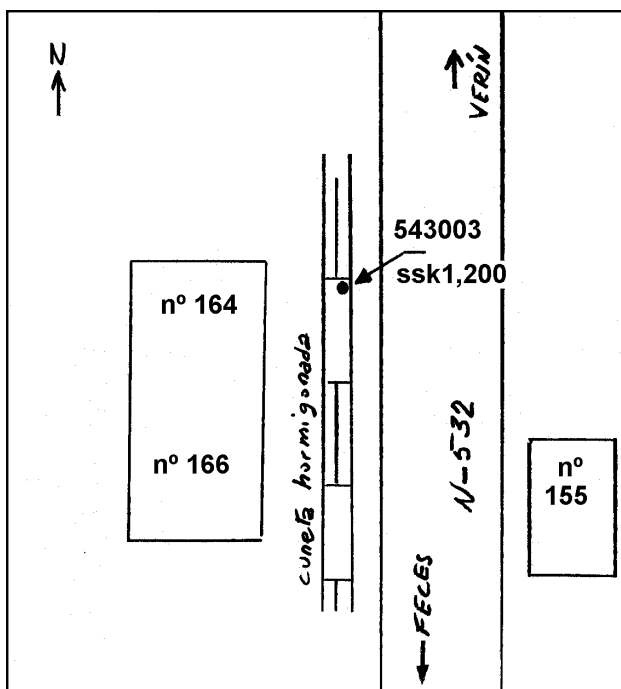 N
VERÍN
543003
ssk1,200
nº 164
cuneta hormigonada
nº 166
N-532
nº
155
FECES